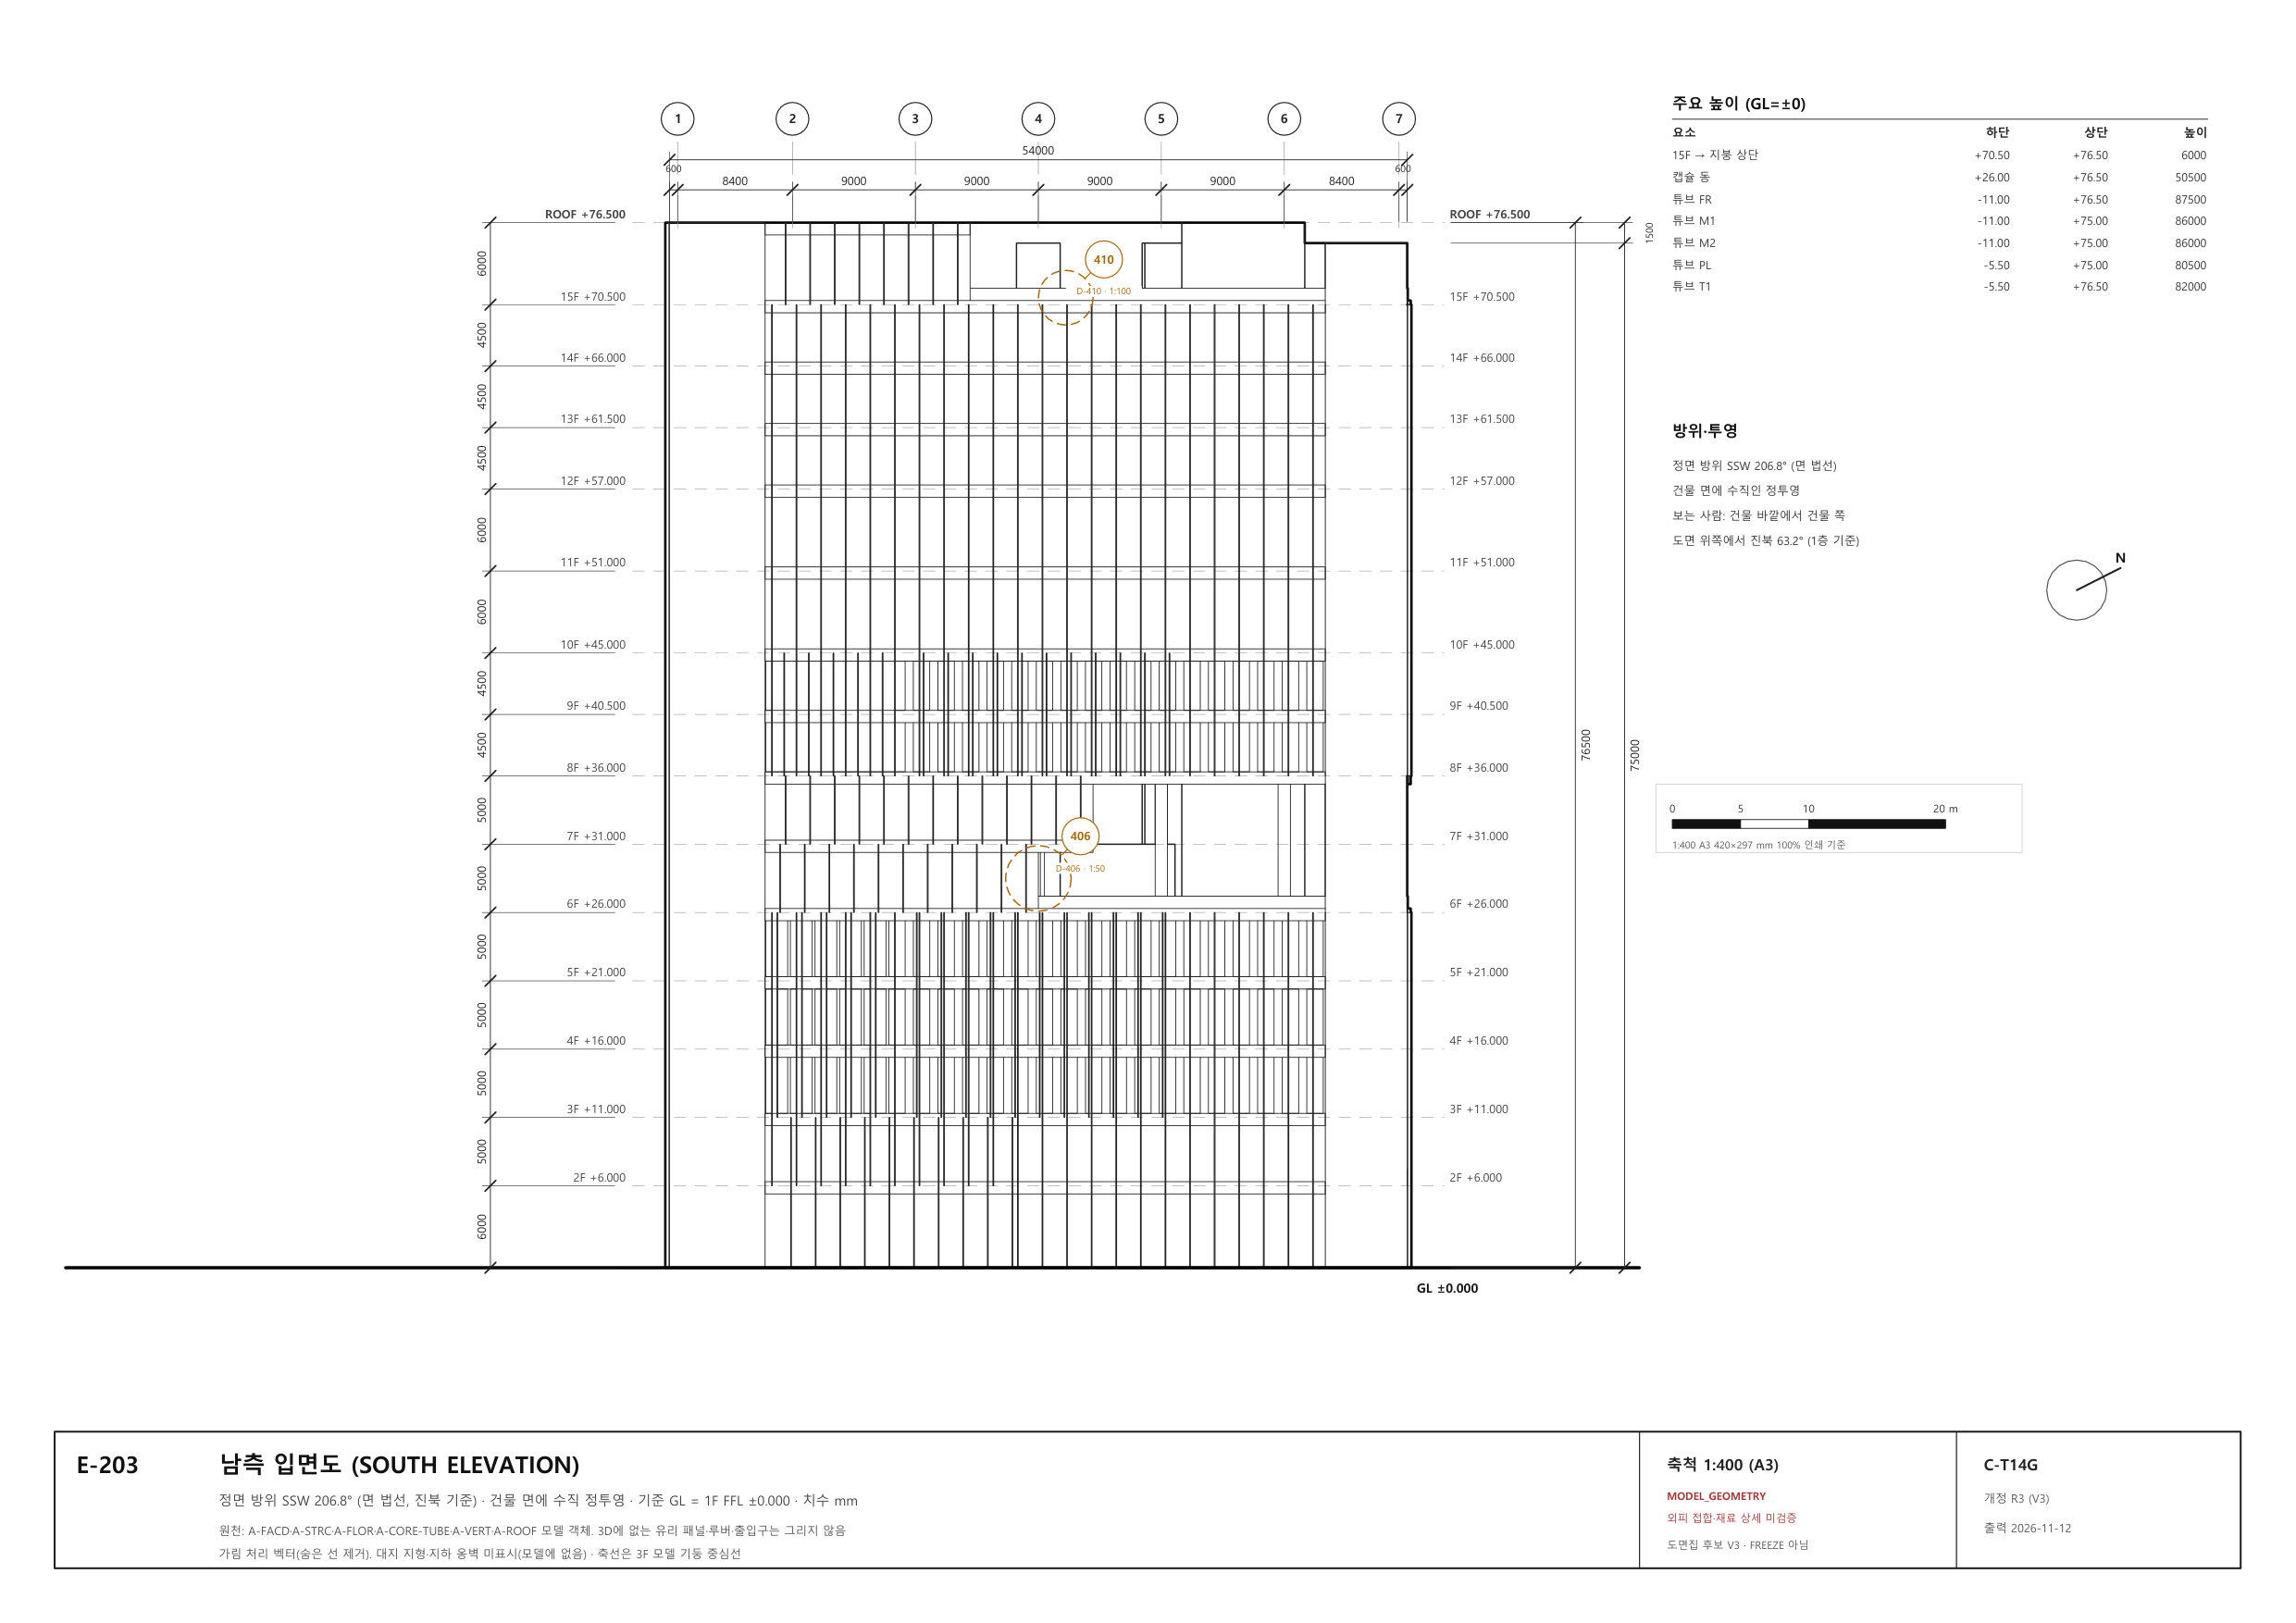 1 2 3 4 5 6 7
54000
600 600
8400 9000 9000 9000 9000 8400
ROOF +76.500 ROOF +76.500
1500
6000
410
D-410 · 1:100
15F +70.500 15F +70.500
4500
14F +66.000 14F +66.000
4500
13F +61.500 13F +61.500
4500
12F +57.000 12F +57.000
6000
11F +51.000 11F +51.000
6000
10F +45.000 10F +45.000
4500
9F +40.500 9F +40.500
4500
76500
75000
8F +36.000 8F +36.000
5000
406
7F +31.000 7F +31.000
D-406 · 1:50
5000
6F +26.000 6F +26.000
5000
5F +21.000 5F +21.000
5000
4F +16.000 4F +16.000
5000
3F +11.000 3F +11.000
5000
2F +6.000 2F +6.000
6000
GL ±0.000
주요 높이 (GL=±0)
요소 하단 상단 높이
15F → 지붕 상단 +70.50 +76.50 6000
캡슐 동 +26.00 +76.50 50500
튜브 FR -11.00 +76.50 87500
튜브 M1 -11.00 +75.00 86000
튜브 M2 -11.00 +75.00 86000
튜브 PL -5.50 +75.00 80500
튜브 T1 -5.50 +76.50 82000
방위·투영
정면 방위 SSW 206.8° (면 법선)
건물 면에 수직인 정투영
보는 사람: 건물 바깥에서 건물 쪽
도면 위쪽에서 진북 63.2° (1층 기준)
N
0 5 10 20 m
1:400 A3 420×297 mm 100% 인쇄 기준
E-203
남측 입면도 (SOUTH ELEVATION)
정면 방위 SSW 206.8° (면 법선, 진북 기준) · 건물 면에 수직 정투영 · 기준 GL = 1F FFL ±0.000 · 치수 mm
원천: A-FACD·A-STRC·A-FLOR·A-CORE-TUBE·A-VERT·A-ROOF 모델 객체. 3D에 없는 유리 패널·루버·출입구는 그리지 않음
가림 처리 벡터(숨은 선 제거). 대지 지형·지하 옹벽 미표시(모델에 없음) · 축선은 3F 모델 기둥 중심선
축척 1:400 (A3)
MODEL_GEOMETRY
외피 접합·재료 상세 미검증
도면집 후보 V3 · FREEZE 아님
C-T14G
개정 R3 (V3)
출력 2026-11-12